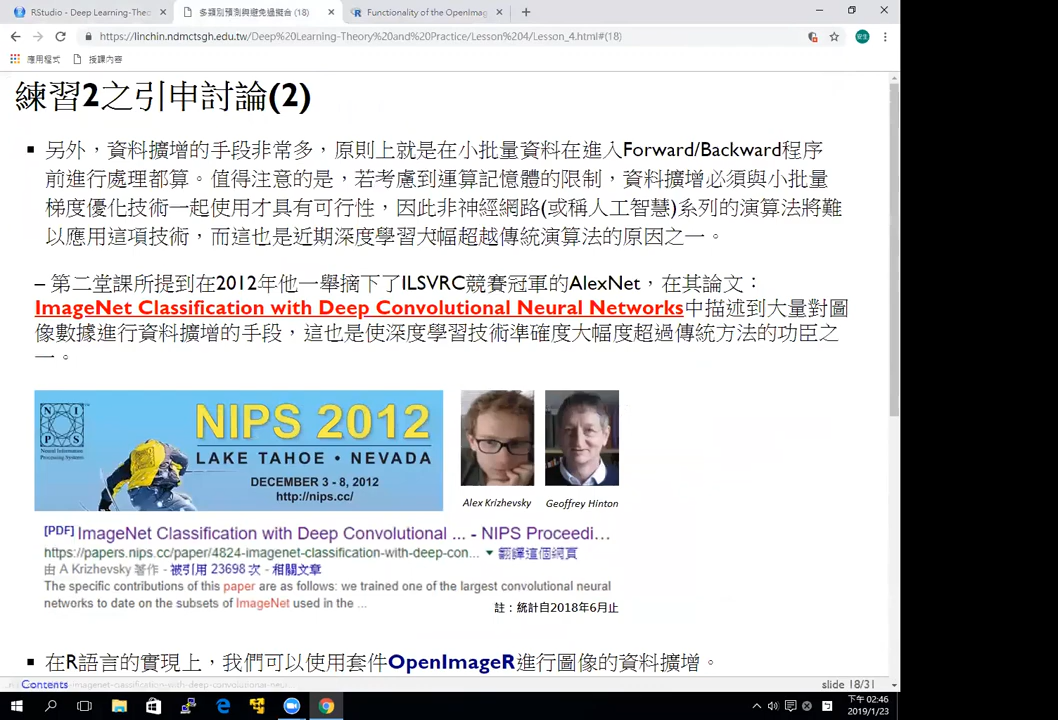 RStudio - Deep Learning-Theo
多類別預測與避免過擬合 (18)
Functionality of the OpenImag
https://linchin.ndmctsgh.edu.tw/Deep%20Learning-Theory%20and%20Practice/Lesson%204/Lesson_4.html#(18)
應用程式
授課內容
練習2之引申討論(2)
另外，資料擴增的手段非常多，原則上就是在小批量資料在進入Forward/Backward程序
前進行處理都算。值得注意的是，若考慮到運算記憶體的限制，資料擴增必須與小批量
梯度優化技術一起使用才具有可行性，因此非神經網路(或稱人工智慧)系列的演算法將難
以應用這項技術，而這也是近期深度學習大幅超越傳統演算法的原因之一。
– 第二堂課所提到在2012年他一舉摘下了ILSVRC競賽冠軍的AlexNet，在其論文：
ImageNet Classification with Deep Convolutional Neural Networks中描述到大量對圖
像數據進行資料擴增的手段，這也是使深度學習技術準確度大幅度超過傳統方法的功臣之
一。
NIPS
Neural Information
Processing Systems
NIPS 2012
LAKE TAHOE • NEVADA
DECEMBER 3 - 8, 2012
http://nips.cc/
Alex Krizhevsky
Geoffrey Hinton
[PDF] ImageNet Classification with Deep Convolutional ... - NIPS Proceedi...
https://papers.nips.cc/paper/4824-imagenet-classification-with-deep-con... ▼ 翻譯這個網頁
由 A Krizhevsky 著作 - 被引用 23698 次 - 相關文章
The specific contributions of this paper are as follows: we trained one of the largest convolutional neural
networks to date on the subsets of ImageNet used in the ...
註：統計自2018年6月止
在R語言的實現上，我們可以使用套件OpenImageR進行圖像的資料擴增。
Contents
slide 18/31
下午 02:46
2019/1/23